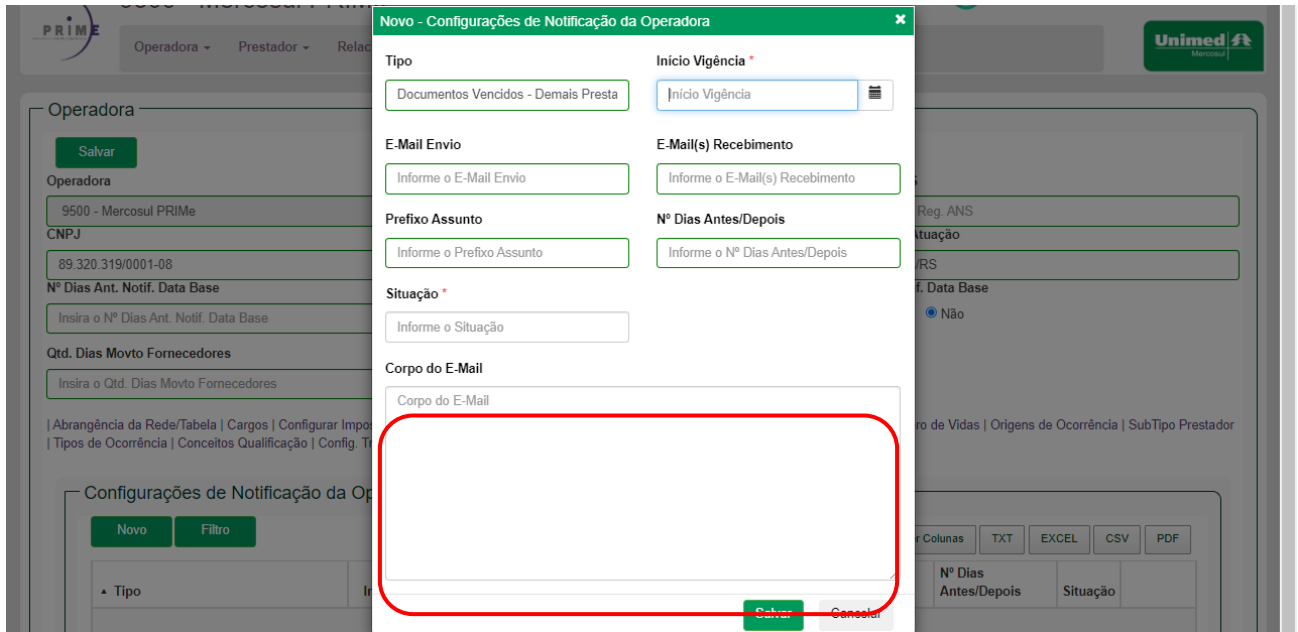 PRIME
Operadora
Prestador
Unimed
Mercosul
Novo - Configurações de Notificação da Operadora
Tipo
Início Vigência *
Documentos Vencidos - Demais Presta
Início Vigência
E-Mail Envio
E-Mail(s) Recebimento
Informe o E-Mail Envio
Informe o E-Mail(s) Recebimento
Prefixo Assunto
Nº Dias Antes/Depois
Informe o Prefixo Assunto
Informe o Nº Dias Antes/Depois
Situação *
Informe o Situação
Corpo do E-Mail
Corpo do E-Mail
Salvar
Cancelar
Operadora
Salvar
Operadora
9500 - Mercosul PRIMe
Reg. ANS
CNPJ
89.320.319/0001-08
/RS
Nº Dias Ant. Notif. Data Base
f. Data Base
Insira o Nº Dias Ant. Notif. Data Base
Não
Qtd. Dias Movto Fornecedores
Insira o Qtd. Dias Movto Fornecedores
| Abrangência da Rede/Tabela | Cargos | Configurar Impos
ro de Vidas | Origens de Ocorrência | SubTipo Prestador
| Tipos de Ocorrência | Conceitos Qualificação | Config. Tr
Configurações de Notificação da Op
Novo
Filtro
r Colunas
TXT
EXCEL
CSV
PDF
Tipo
Nº Dias
Antes/Depois
Situação